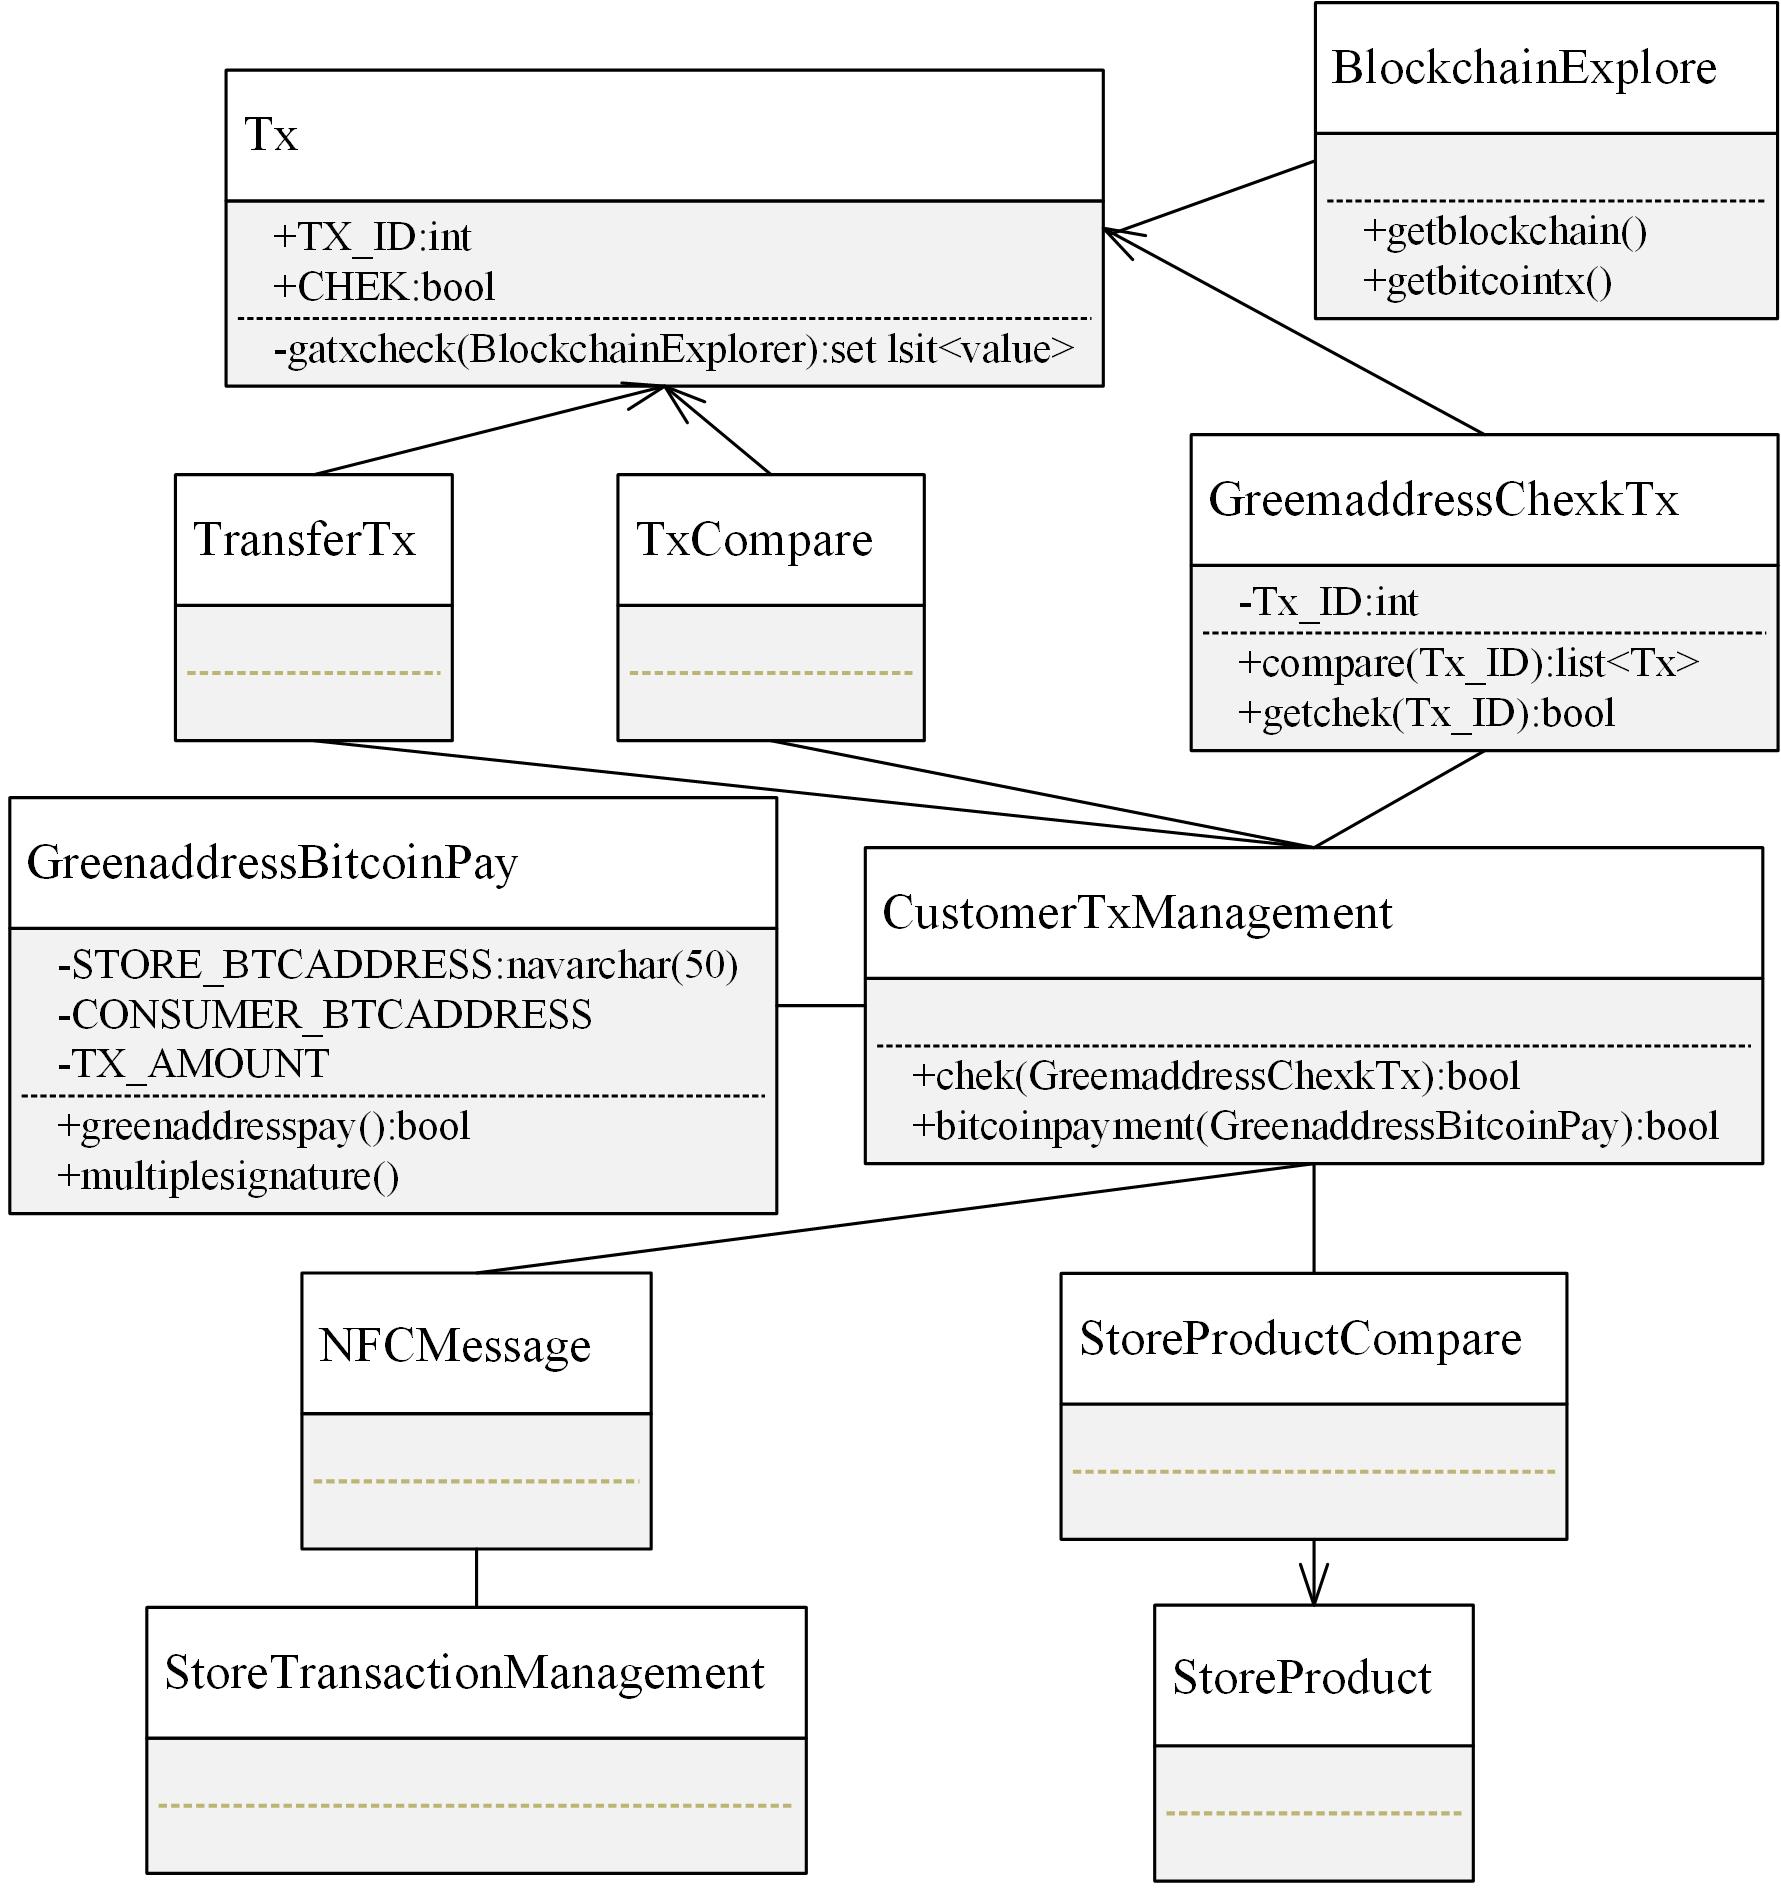 BlockchainExplore
+getblockchain()
+getbitcointx()
Tx
+TX_ID:int
+CHEK:bool
-gatxcheck(BlockchainExplorer):set lsit<value>
TransferTx
TxCompare
GreemaddressChexkTx
-Tx_ID:int
+compare(Tx_ID):list<Tx>
+getchek(Tx_ID):bool
GreenaddressBitcoinPay
-STORE_BTCADDRESS:navarchar(50)
-CONSUMER_BTCADDRESS
-TX_AMOUNT
+greenaddresspay():bool
+multiplesignature()
CustomerTxManagement
+chek(GreemaddressChexkTx):bool
+bitcoinpayment(GreenaddressBitcoinPay):bool
NFCMessage
StoreProductCompare
StoreTransactionManagement
StoreProduct